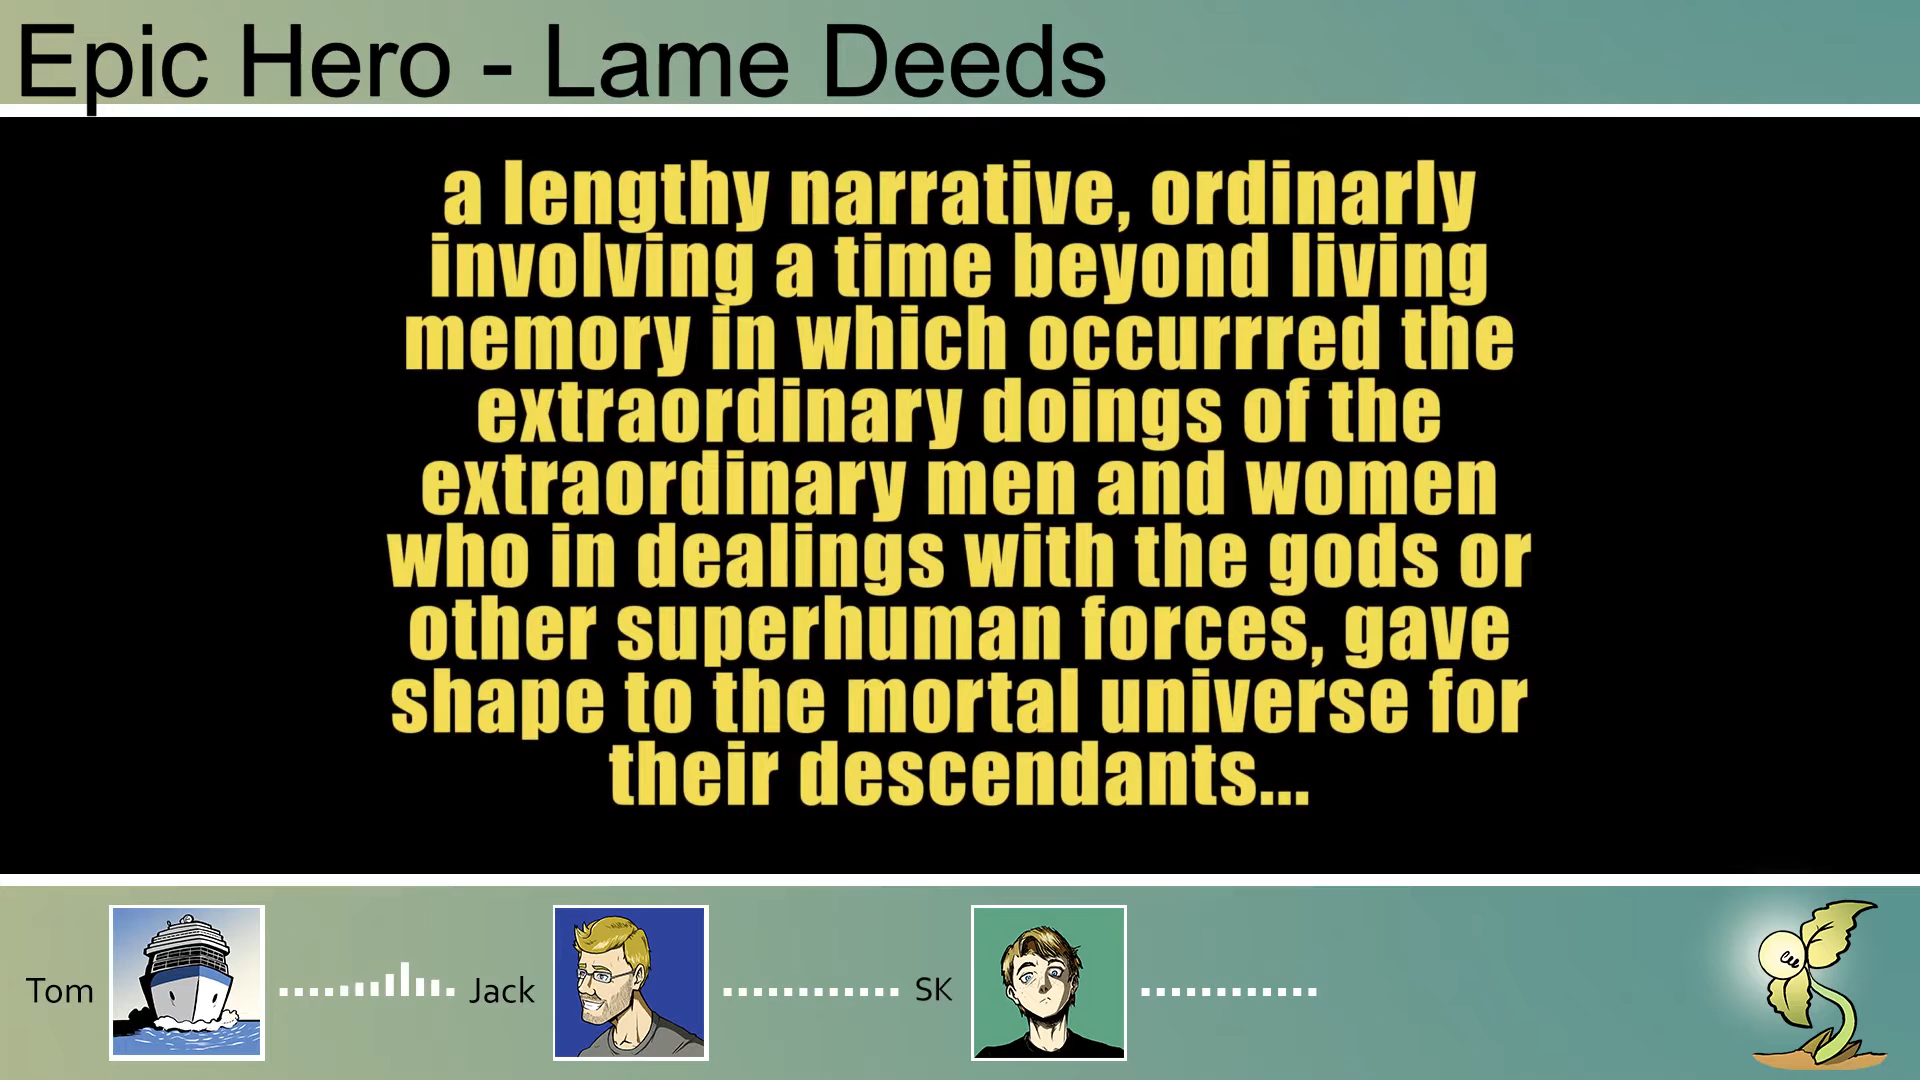 Epic Hero - Lame Deeds
a lengthy narrative, ordinarly
involving a time beyond living
memory in which occurrred the
extraordinary doings of the
extraordinary men and women
who in dealings with the gods or
other superhuman forces, gave
shape to the mortal universe for
their descendants...
Tom
Jack
SK